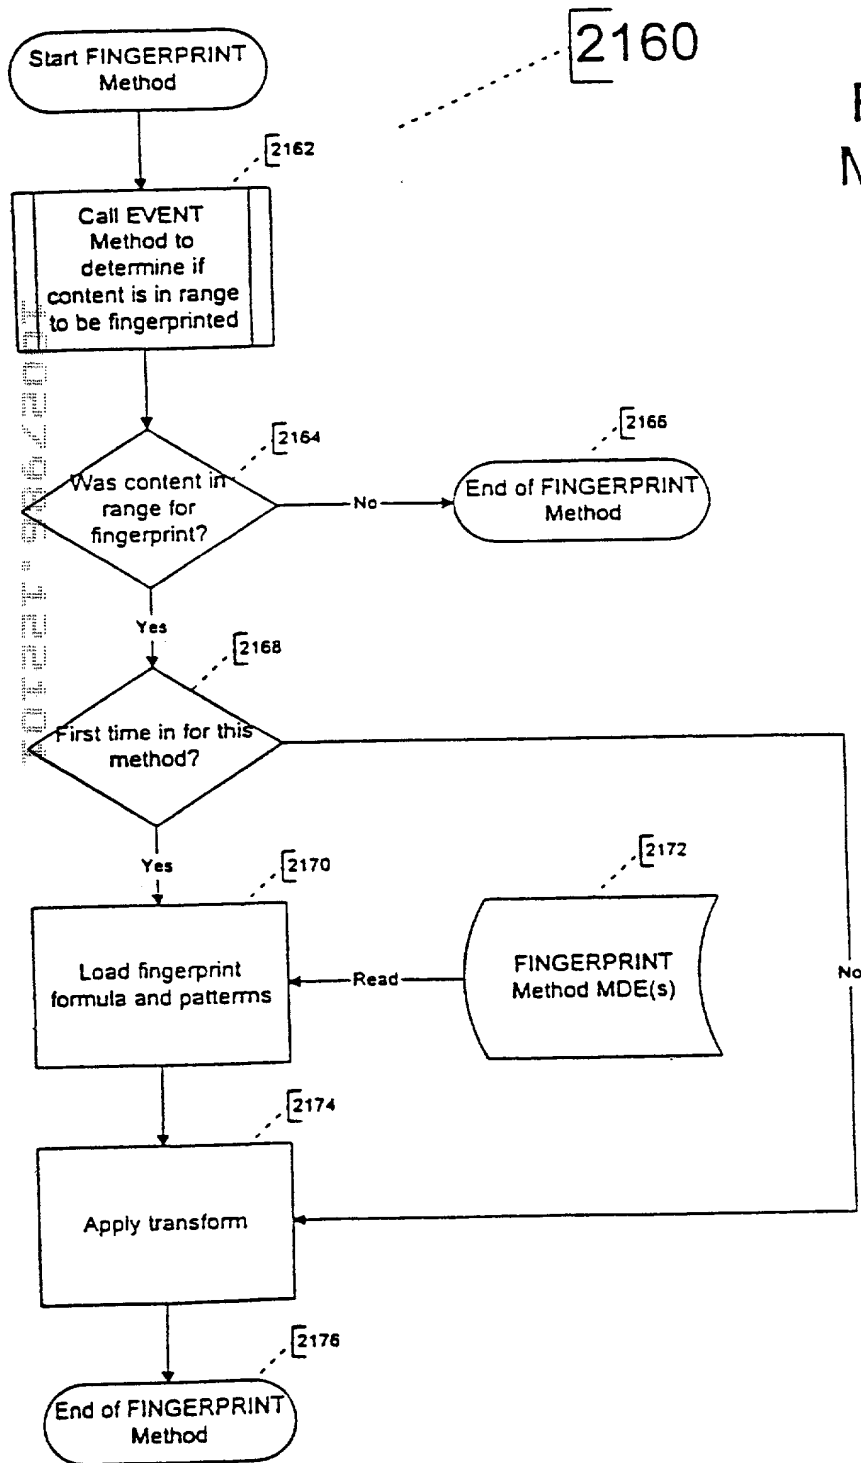 Start FINGERPRINT
Method
2160
2162
Call EVENT
Method to
determine if
content is in range
to be fingerprinted
2164
Was content in
range for
fingerprint?
No
2166
End of FINGERPRINT
Method
Yes
2168
First time in for this
method?
Yes
2170
Load fingerprint
formula and patterns
Read
2172
FINGERPRINT
Method MDE(s)
No
2174
Apply transform
2176
End of FINGERPRINT
Method